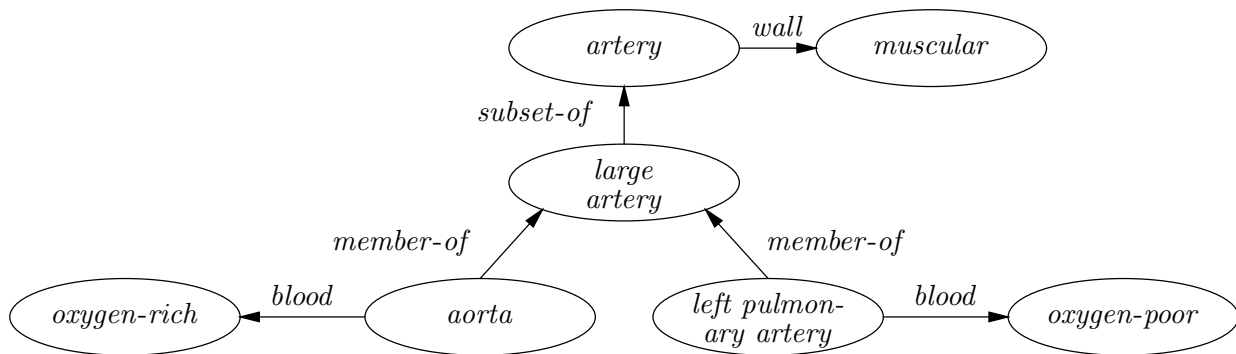 artery
wall
muscular
subset-of
large
artery
member-of
member-of
oxygen-rich
blood
aorta
left pulmon-
ary artery
blood
oxygen-poor